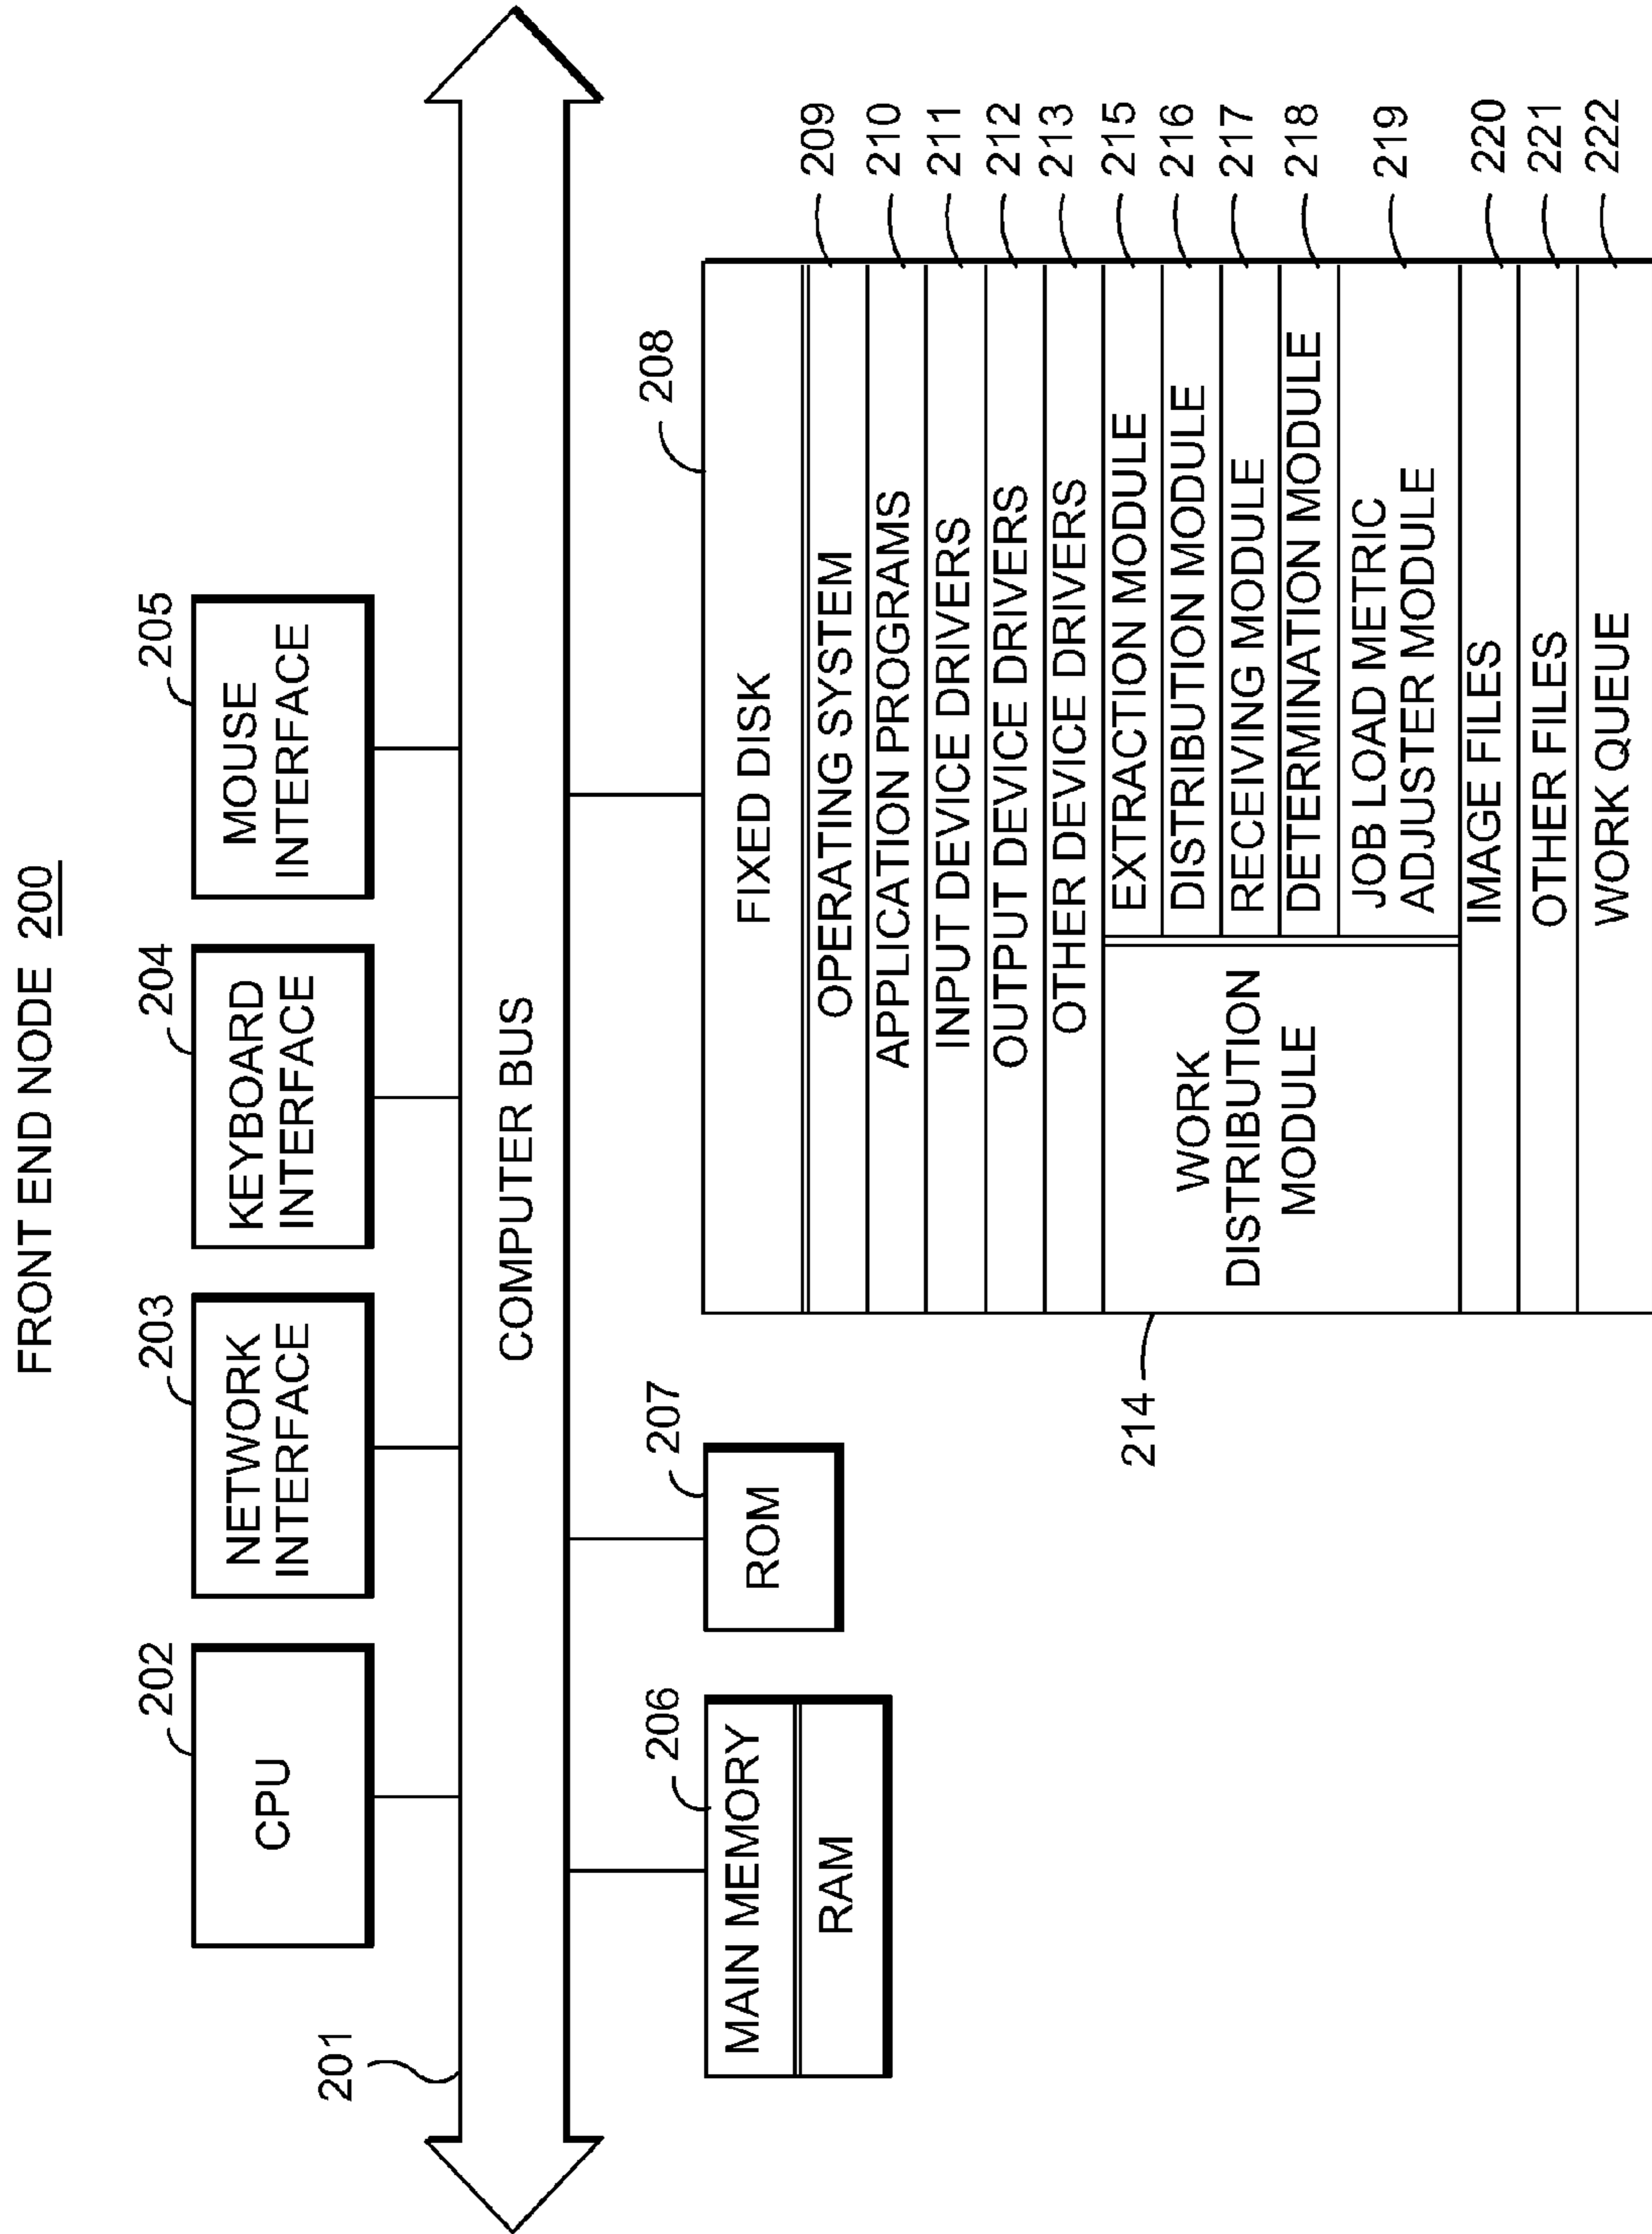 FRONT END NODE 200
202
203
204
205
CPU
NETWORK
INTERFACE
KEYBOARD
INTERFACE
MOUSE
INTERFACE
201
COMPUTER BUS
206
207
208
MAIN MEMORY
RAM
ROM
FIXED DISK
OPERATING SYSTEM
209
APPLICATION PROGRAMS
210
INPUT DEVICE DRIVERS
211
OUTPUT DEVICE DRIVERS
212
OTHER DEVICE DRIVERS
213
214
WORK
DISTRIBUTION
MODULE
EXTRACTION MODULE
215
DISTRIBUTION MODULE
216
RECEIVING MODULE
217
DETERMINATION MODULE
218
JOB LOAD METRIC
ADJUSTER MODULE
219
IMAGE FILES
220
OTHER FILES
221
WORK QUEUE
222